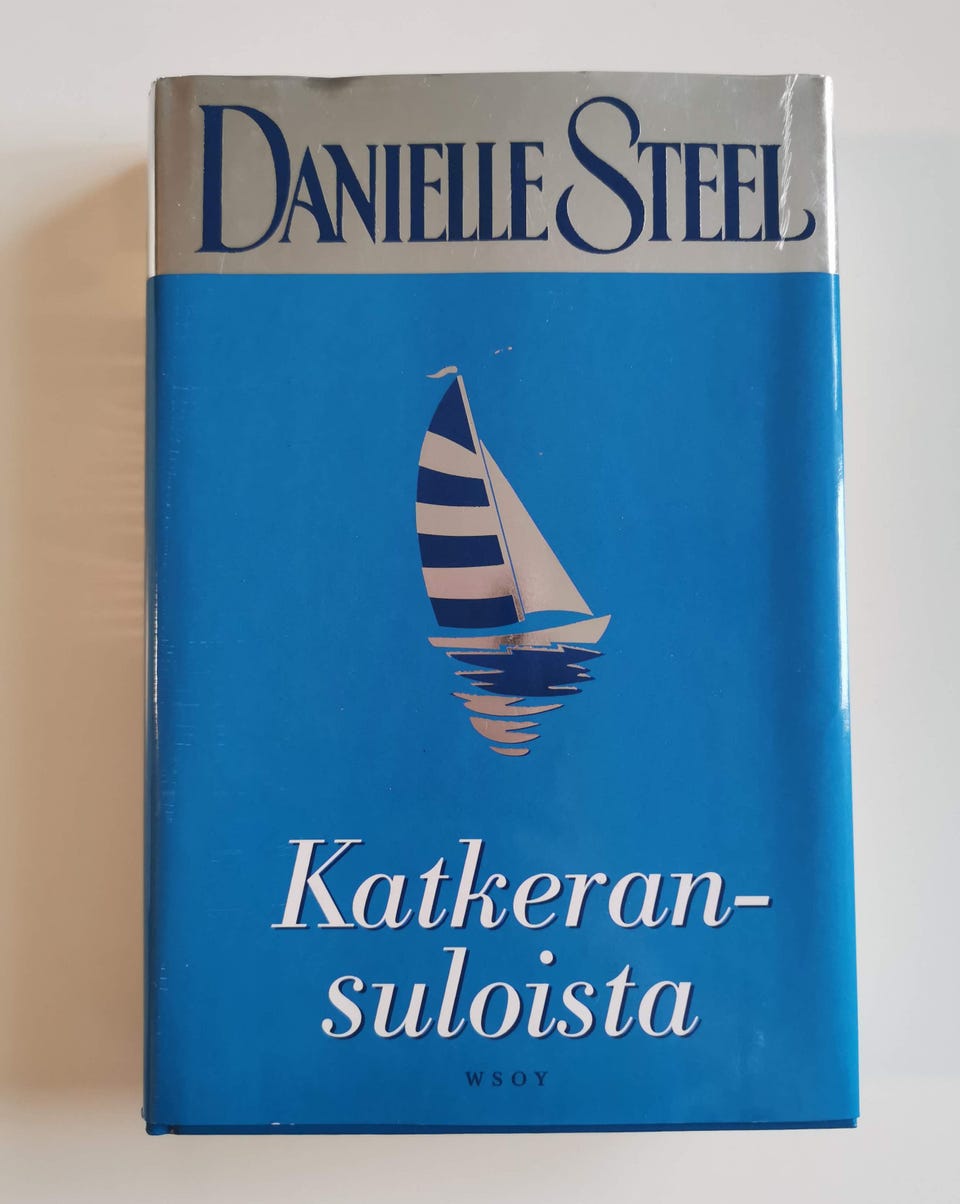 DANIELLE STEEL
Katkeran-
suloista
WSOY